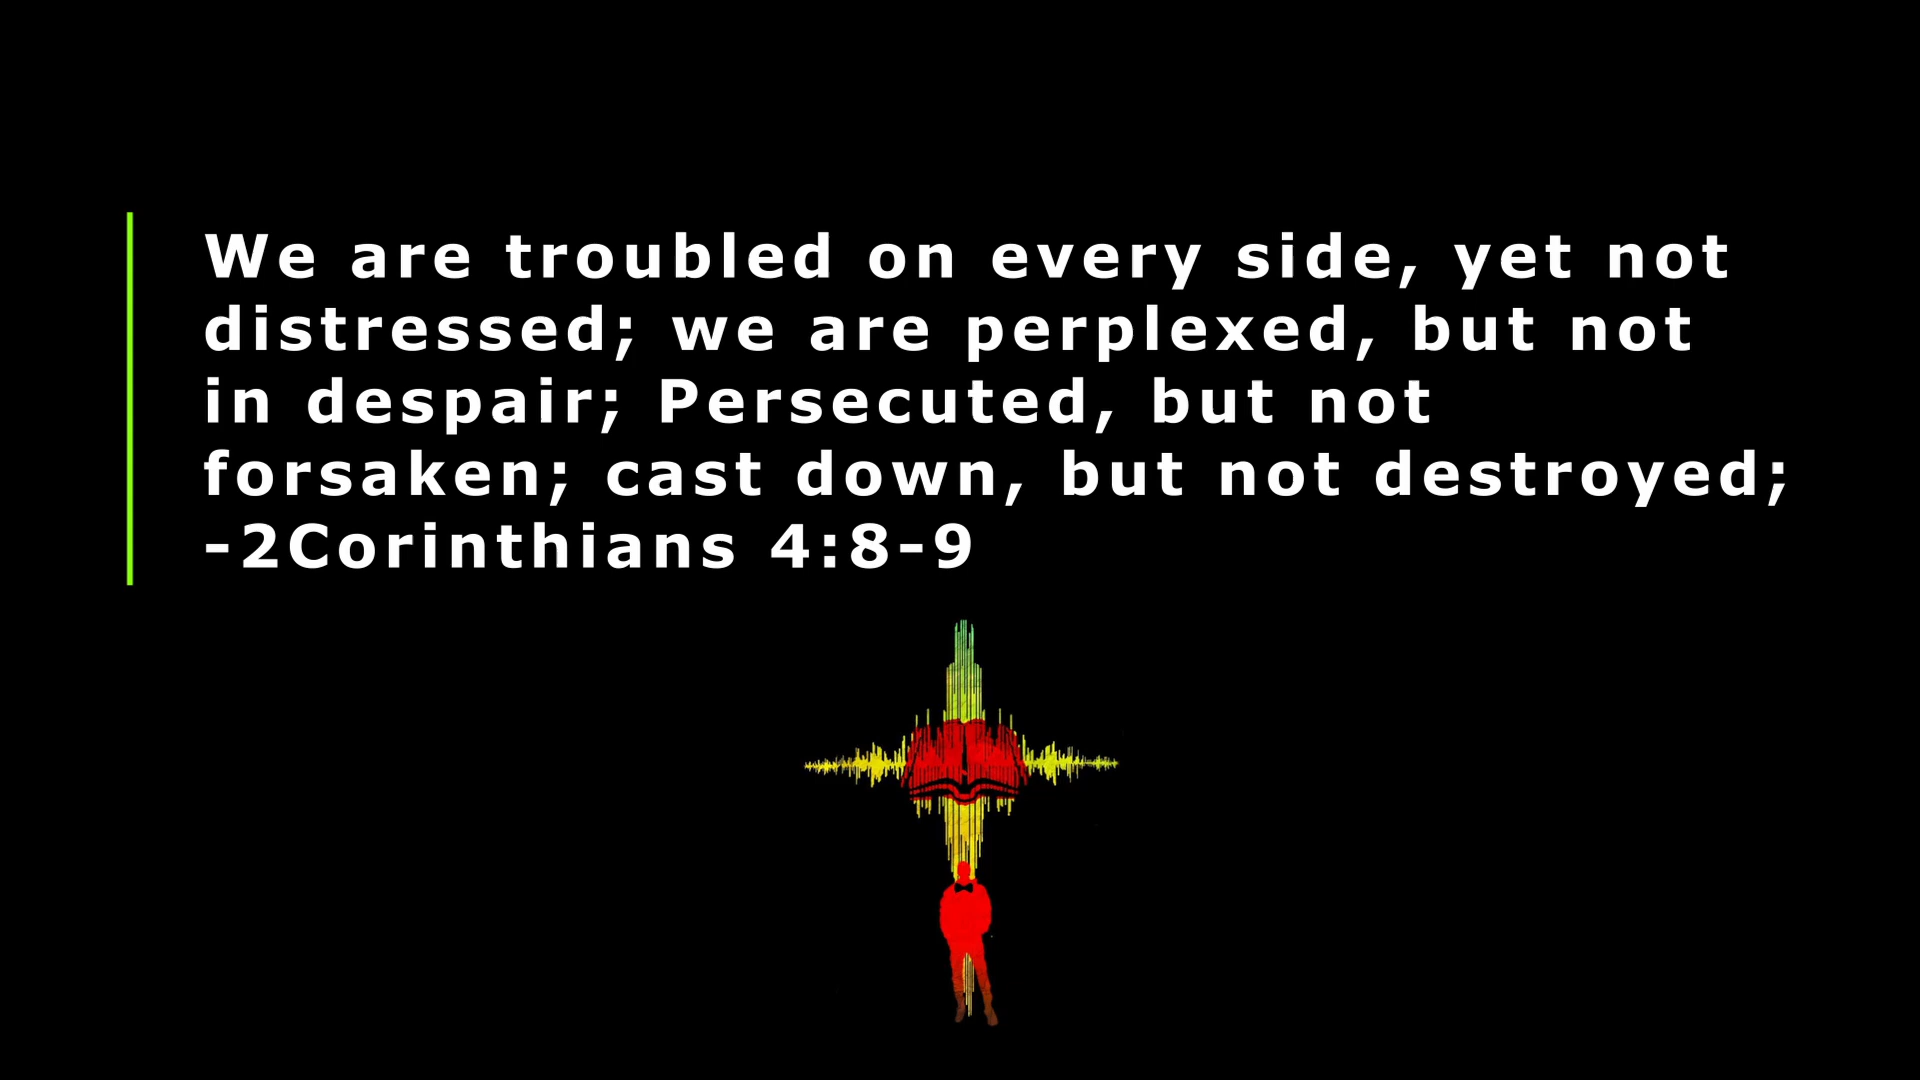 We are troubled on every side, yet not
distressed; we are perplexed, but not
in despair; Persecuted, but not
forsaken; cast down, but not destroyed;
-2Corinthians 4:8-9